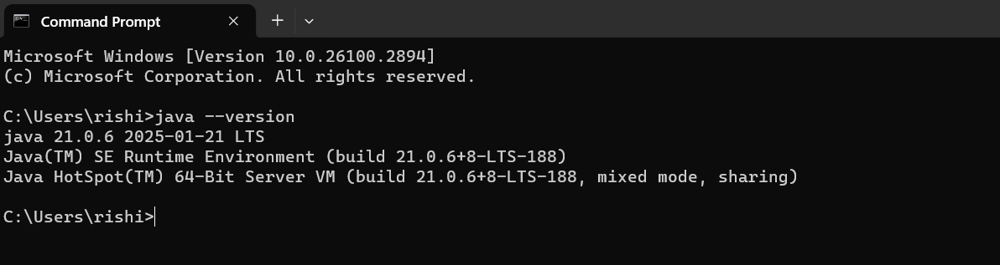 Command Prompt
Microsoft Windows [Version 10.0.26100.2894]
(c) Microsoft Corporation. All rights reserved.
C:\Users\rishi>java --version
java 21.0.6 2025-01-21 LTS
Java(TM) SE Runtime Environment (build 21.0.6+8-LTS-188)
Java HotSpot(TM) 64-Bit Server VM (build 21.0.6+8-LTS-188, mixed mode, sharing)
C:\Users\rishi>